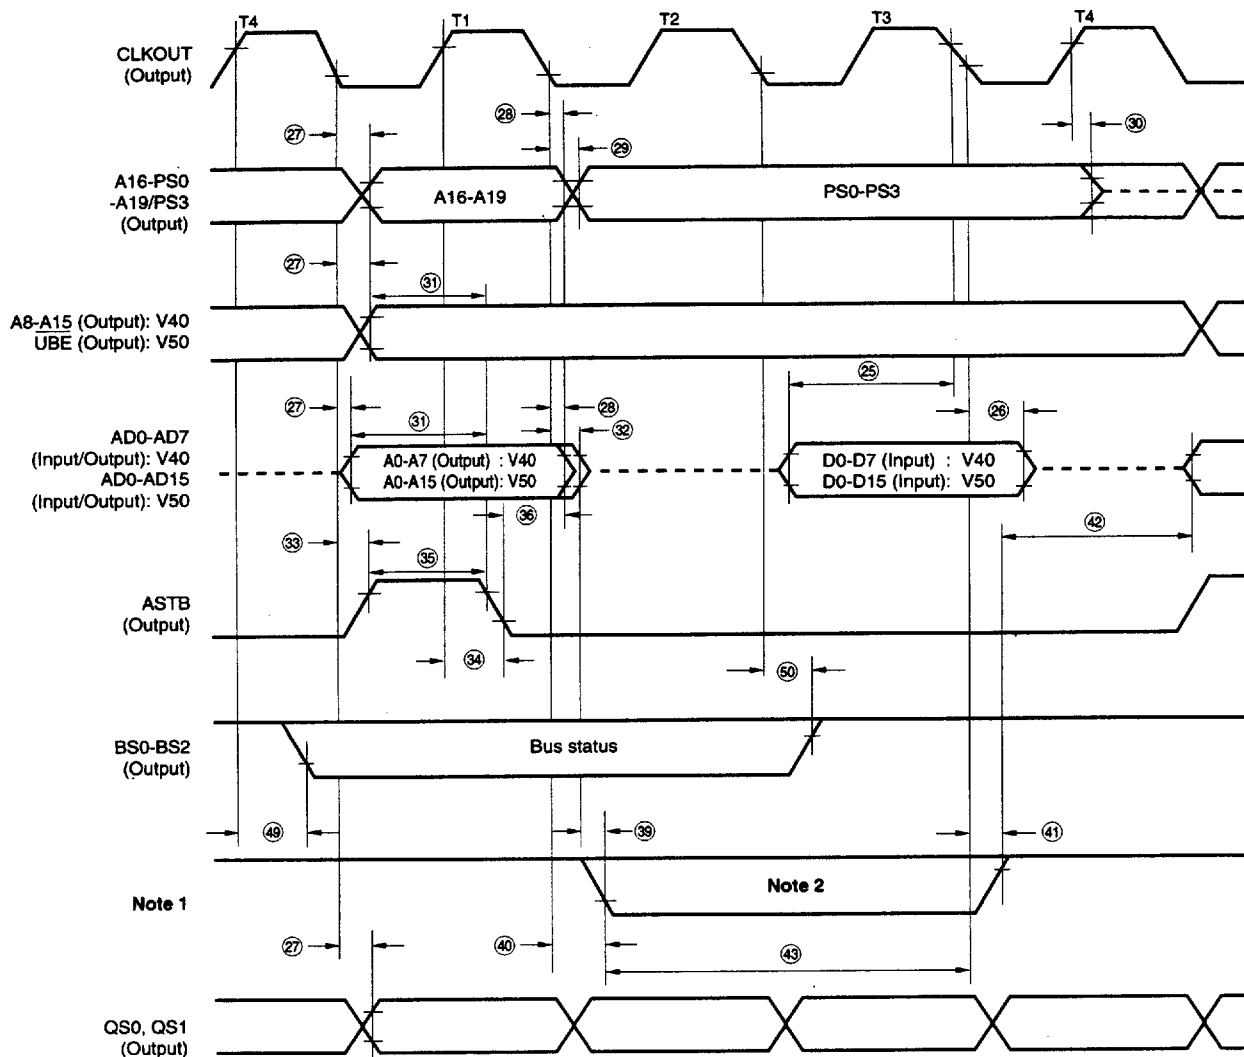 T4 T1 T2 T3 T4
CLKOUT
(Output)
28
27 30
29
A16-PS0
-A19/PS3
(Output)
A16-A19 PS0-PS3
27
31
A8-A15 (Output): V40
UBE (Output): V50
25
27 31 28 26
32
AD0-AD7
(Input/Output): V40
AD0-AD15
(Input/Output): V50
A0-A7 (Output) : V40
A0-A15 (Output): V50
D0-D7 (Input) : V40
D0-D15 (Input): V50
36
42
33
35
ASTB
(Output)
34
50
BS0-BS2
(Output)
Bus status
49 39 41
Note 1
Note 2
27 40 43
QS0, QS1
(Output)